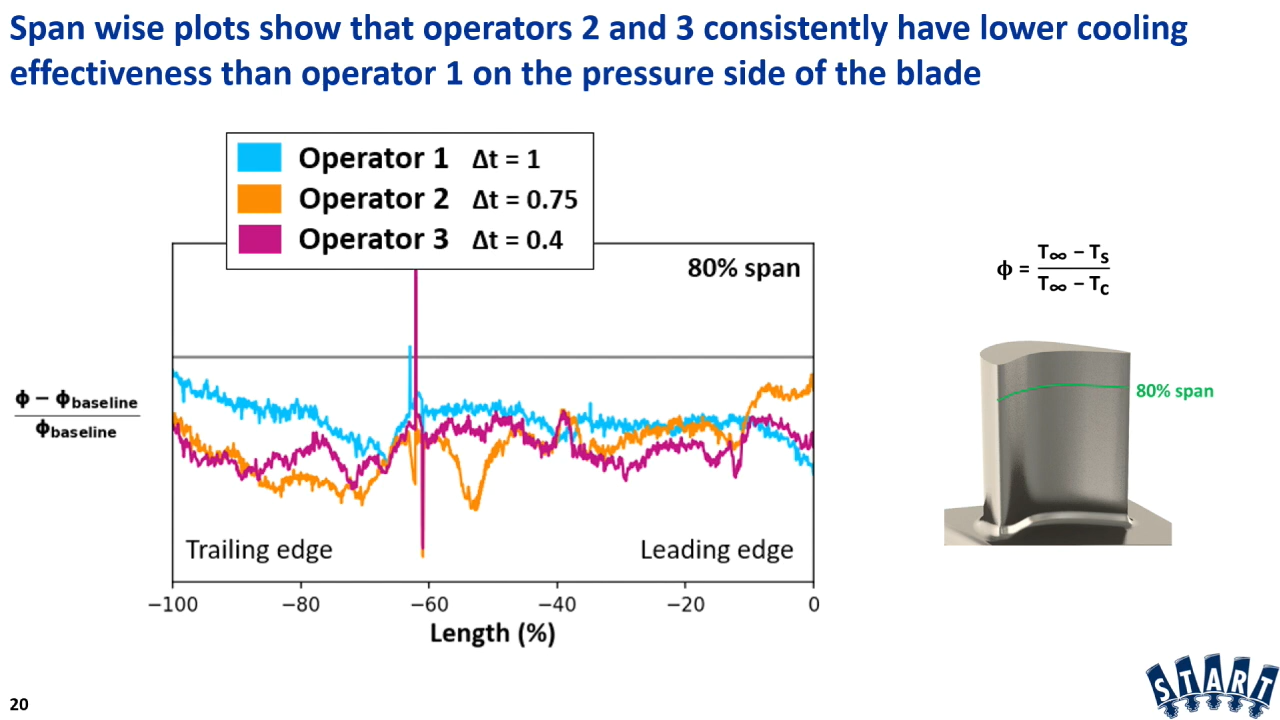 Span wise plots show that operators 2 and 3 consistently have lower cooling
effectiveness than operator 1 on the pressure side of the blade
Operator 1 Δt = 1
Operator 2 Δt = 0.75
Operator 3 Δt = 0.4
80% span
ϕ = (T∞ − Ts) / (T∞ − Tc)
(ϕ − ϕbaseline) / ϕbaseline
80% span
Trailing edge Leading edge
−100 −80 −60 −40 −20 0
Length (%)
START
20